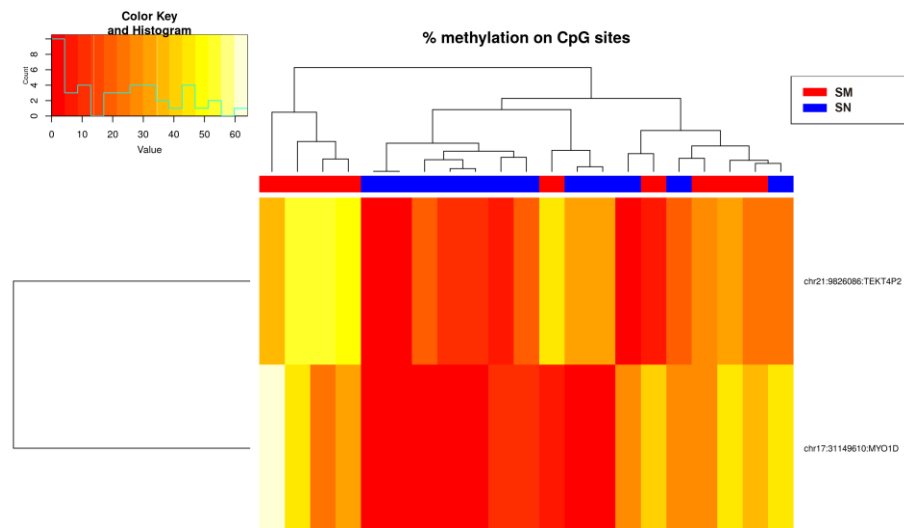 Color Key
and Histogram
Count
0 2 4 6 8
0 10 20 30 40 50 60
Value
% methylation on CpG sites
SM
SN
chr21:9826086:TEKT4P2
chr17:31149610:MYO1D